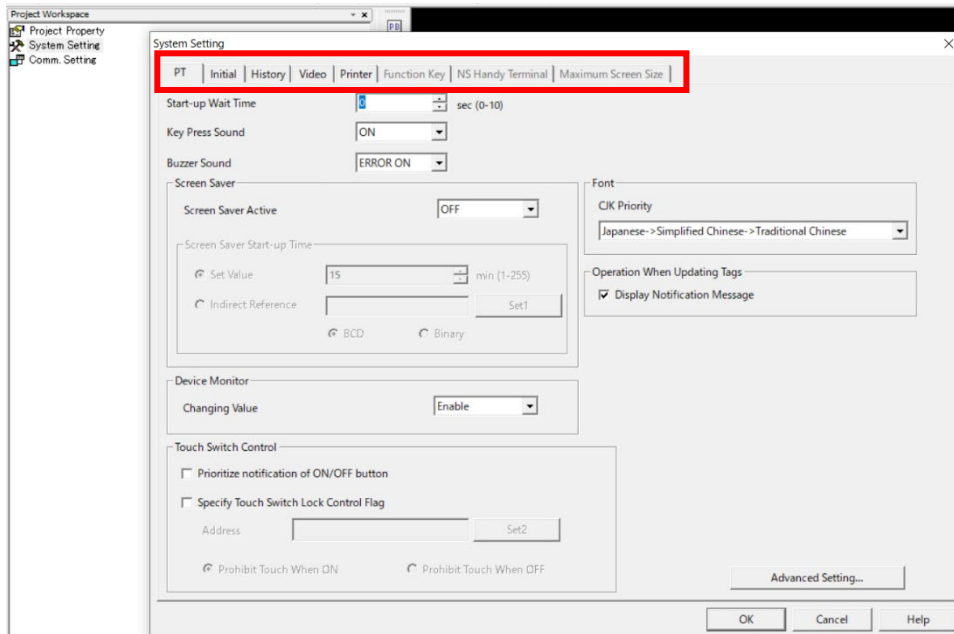 Project Workspace
Project Property
System Setting
Comm. Setting
PB
System Setting
PT Initial History Video Printer Function Key NS Handy Terminal Maximum Screen Size
Start-up Wait Time 0 sec (0-10)
Key Press Sound ON
Buzzer Sound ERROR ON
Screen Saver
Screen Saver Active OFF
Screen Saver Start-up Time
Set Value 15 min (1-255)
Indirect Reference Set1
BCD Binary
Font
CJK Priority
Japanese->Simplified Chinese->Traditional Chinese
Operation When Updating Tags
Display Notification Message
Device Monitor
Changing Value Enable
Touch Switch Control
Prioritize notification of ON/OFF button
Specify Touch Switch Lock Control Flag
Address Set2
Prohibit Touch When ON Prohibit Touch When OFF
Advanced Setting...
OK Cancel Help